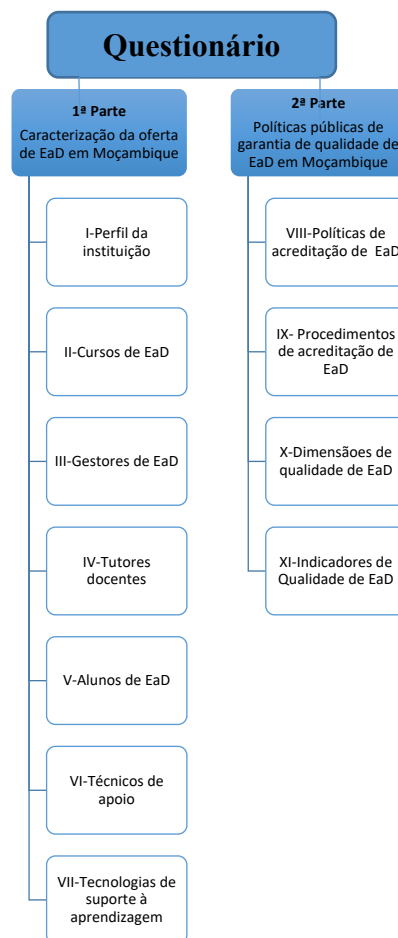 Questionário
1ª Parte
Caracterização da oferta
de EaD em Moçambique
I-Perfil da
instituição
II-Cursos de EaD
III-Gestores de EaD
IV-Tutores
docentes
V-Alunos de EaD
VI-Técnicos de
apoio
VII-Tecnologias de
suporte à
aprendizagem
2ª Parte
Políticas públicas de
garantia de qualidade de
EaD em Moçambique
VIII-Políticas de
acreditação de EaD
IX- Procedimentos
de acreditação de
EaD
X-Dimensãoes de
qualidade de EaD
XI-Indicadores de
Qualidade de EaD